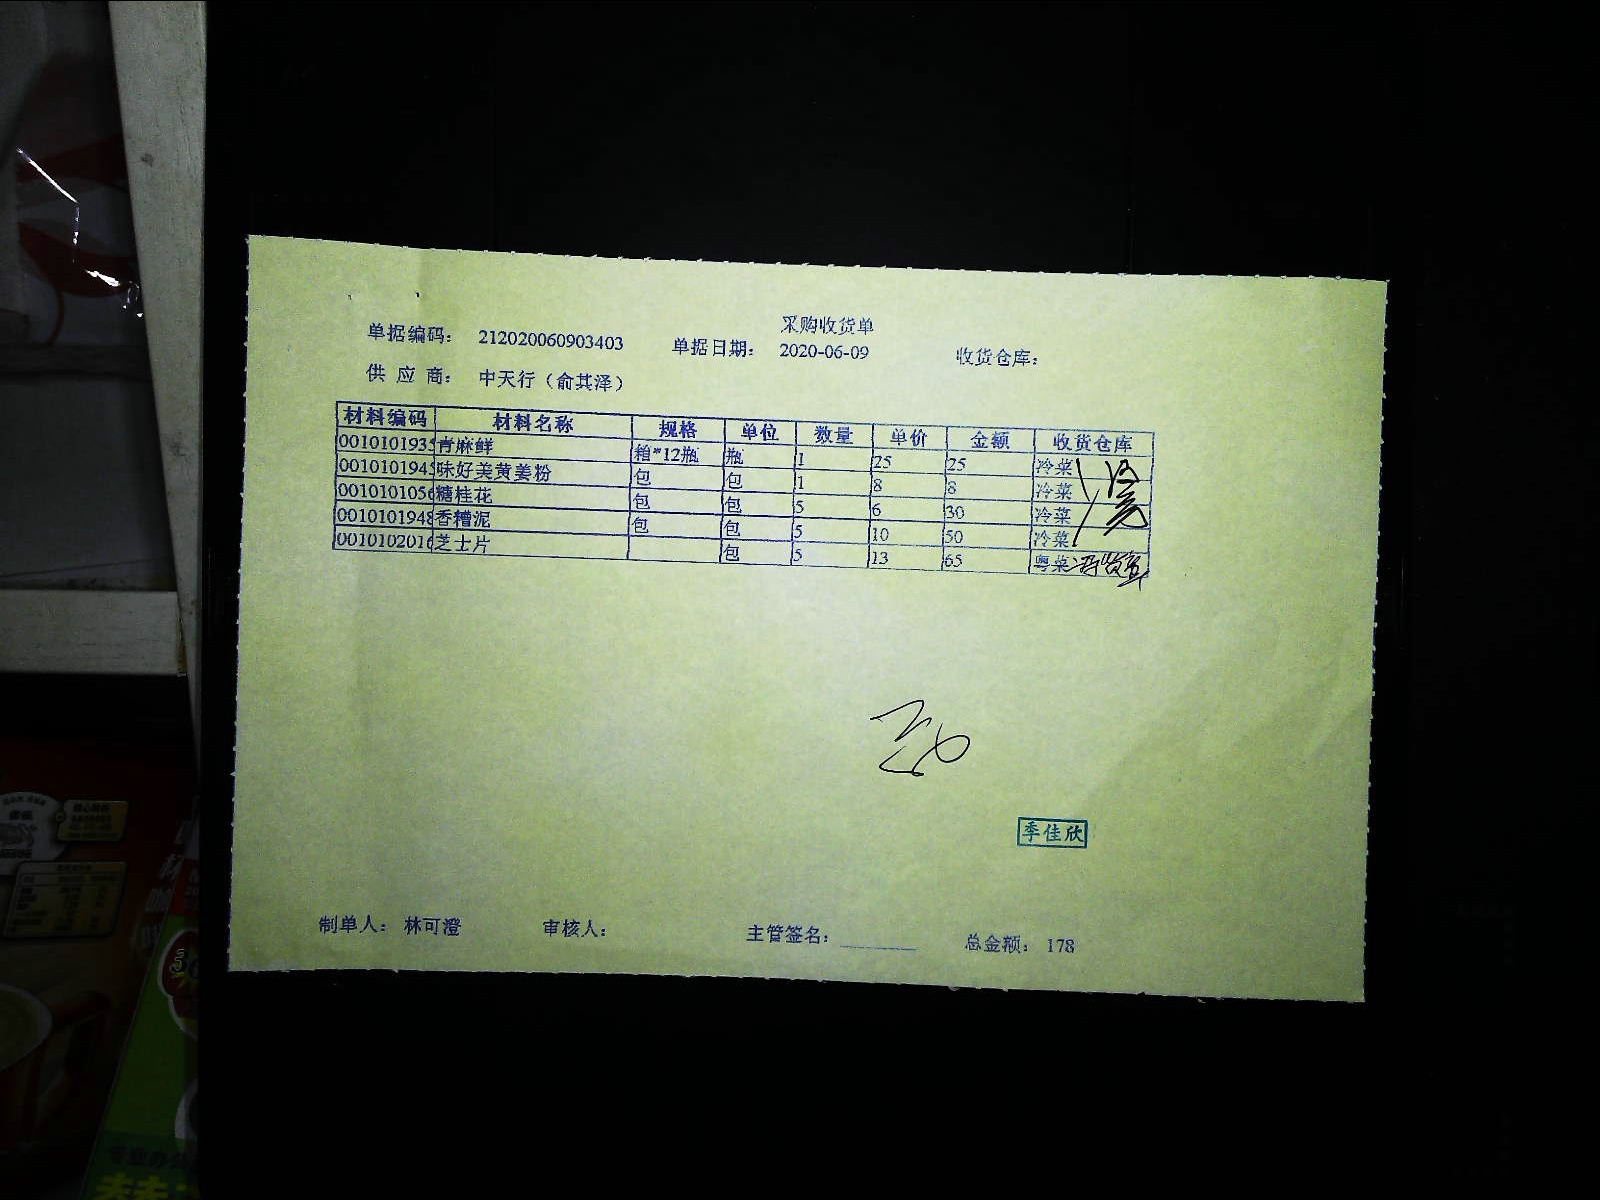 采购收货单
单据编码： 212020060903403 单据日期： 2020-06-09 收货仓库：
供 应 商： 中天行（俞其泽）
材料编码 材料名称 规格 单位 数量 单价 金额 收货仓库
0010101935 青麻鲜 箱*12瓶 瓶 1 25 25 冷菜
0010101945 味好美黄姜粉 包 包 1 8 8 冷菜
0010101056 糖桂花 包 包 5 6 30 冷菜
0010101948 香糟泥 包 包 5 10 50 冷菜
0010102016 芝士片 包 5 13 65 粤菜
季佳欣
制单人： 林可澄 审核人： 主管签名： 总金额： 178